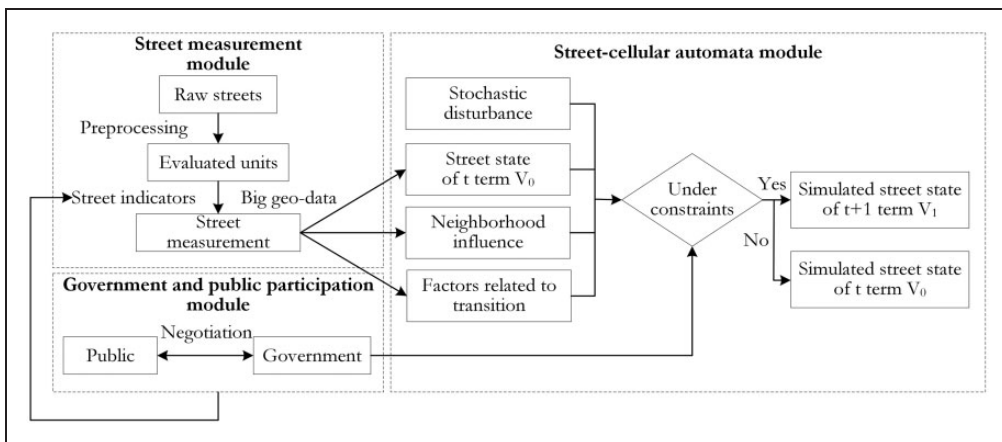 Street measurement
module
Raw streets
Preprocessing
Evaluated units
Street indicators
Big geo-data
Street
measurement
Government and public participation
module
Negotiation
Public
Government
Street-cellular automata module
Stochastic
disturbance
Street state
of t term V₀
Neighborhood
influence
Factors related to
transition
Under
constraints
Yes
No
Simulated street state
of t+1 term V₁
Simulated street state
of t term V₀